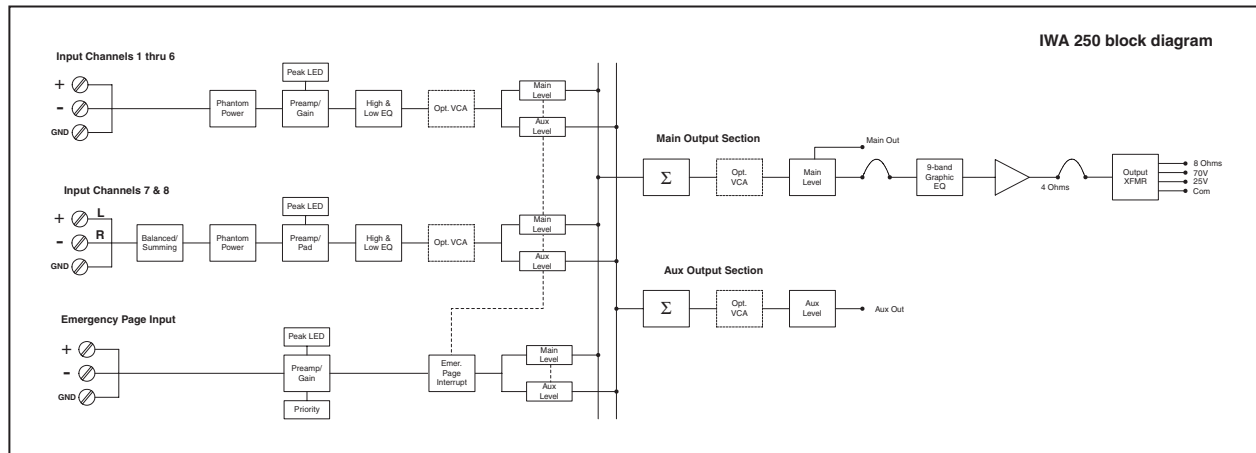 IWA 250 block diagram
Input Channels 1 thru 6
+
-
GND
Phantom
Power
Peak LED
Preamp/
Gain
High &
Low EQ
Opt. VCA
Main
Level
Aux
Level
Input Channels 7 & 8
+
L
-
R
GND
Balanced/
Summing
Phantom
Power
Peak LED
Preamp/
Pad
High &
Low EQ
Opt. VCA
Main
Level
Aux
Level
Emergency Page Input
+
-
GND
Peak LED
Preamp/
Gain
Priority
Emer.
Page
Interrupt
Main
Level
Aux
Level
Main Output Section
Σ
Opt.
VCA
Main
Level
Main Out
9-band
Graphic
EQ
4 Ohms
Output
XFMR
8 Ohms
70V
25V
Com
Aux Output Section
Σ
Opt.
VCA
Aux
Level
Aux Out